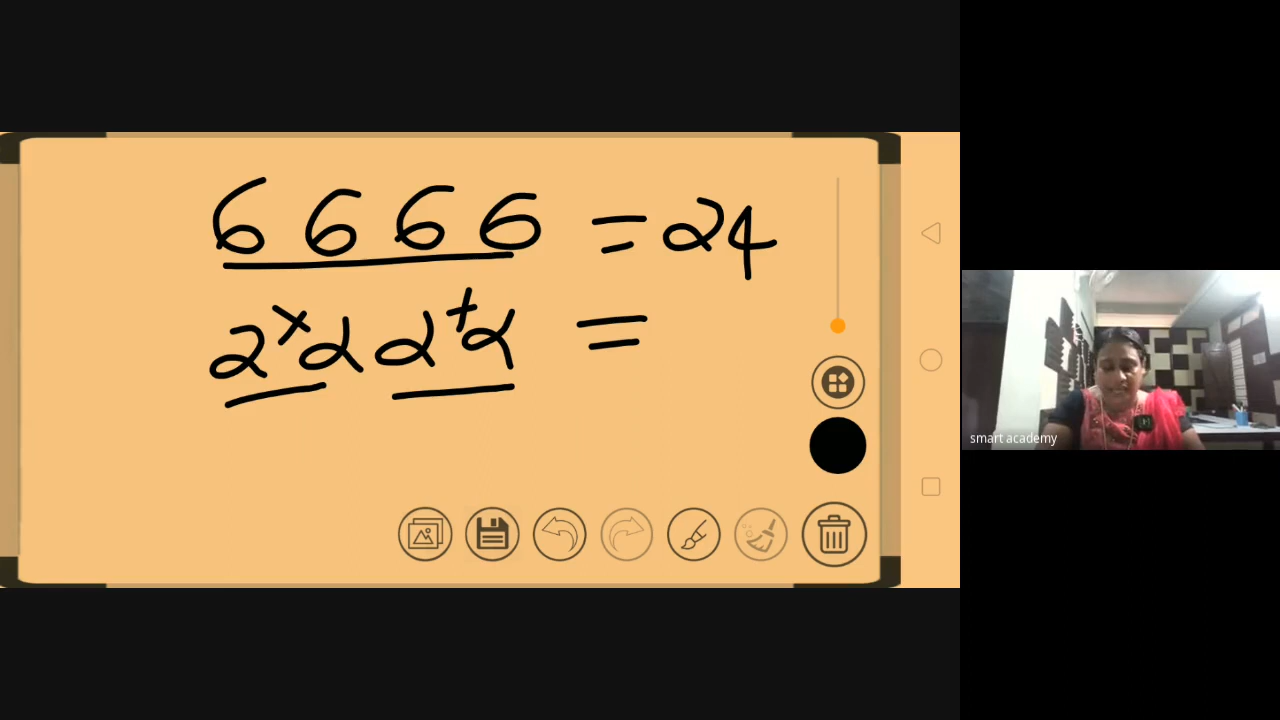 6 6 6 6 = 24
2 × 2 2 + 2 =
smart academy